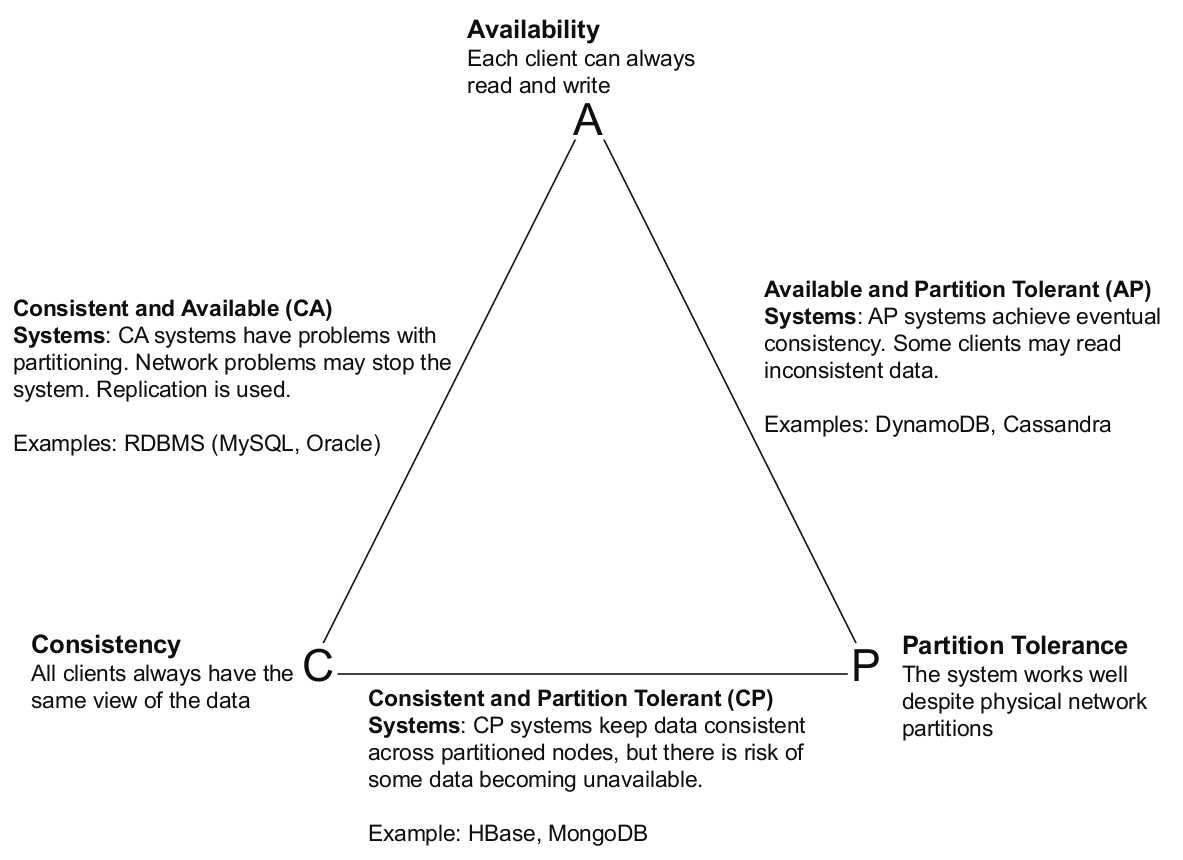 Availability
Each client can always
read and write
A
Consistent and Available (CA)
Systems: CA systems have problems with
partitioning. Network problems may stop the
system. Replication is used.
Examples: RDBMS (MySQL, Oracle)
Available and Partition Tolerant (AP)
Systems: AP systems achieve eventual
consistency. Some clients may read
inconsistent data.
Examples: DynamoDB, Cassandra
Consistency
All clients always have the
same view of the data
C
P
Partition Tolerance
The system works well
despite physical network
partitions
Consistent and Partition Tolerant (CP)
Systems: CP systems keep data consistent
across partitioned nodes, but there is risk of
some data becoming unavailable.
Example: HBase, MongoDB